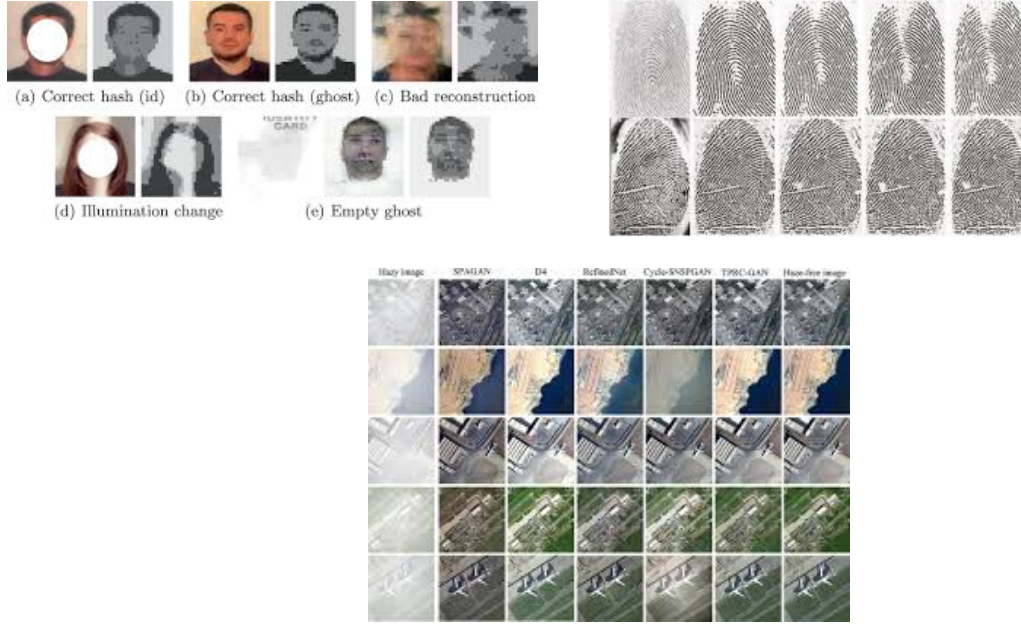 (a) Correct hash (id) (b) Correct hash (ghost) (c) Bad reconstruction
IDENTITY
CARD
(d) Illumination change (e) Empty ghost
Hazy image SPAGAN D4 RefineDNet Cycle-SNSPGAN TPRC-GAN Haze-free image